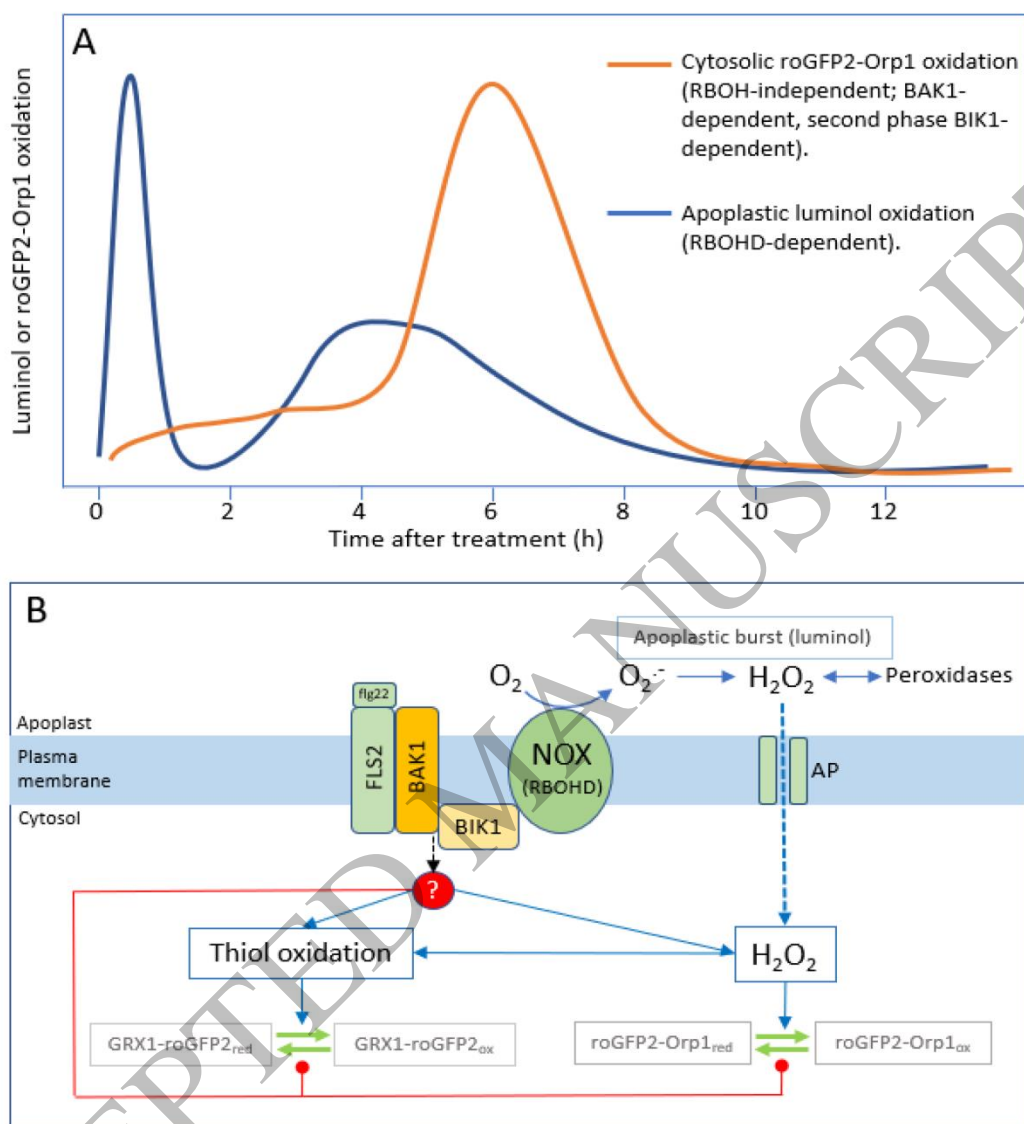 A
Luminol or roGFP2-Orp1 oxidation
Cytosolic roGFP2-Orp1 oxidation
(RBOH-independent; BAK1-
dependent, second phase BIK1-
dependent).
Apoplastic luminol oxidation
(RBOHD-dependent).
0 2 4 6 8 10 12
Time after treatment (h)
B
Apoplastic burst (luminol)
O₂ O₂·⁻ H₂O₂ Peroxidases
flg22
Apoplast
Plasma
membrane
Cytosol
FLS2
BAK1
NOX
(RBOHD)
AP
BIK1
?
Thiol oxidation
H₂O₂
GRX1-roGFP2red
GRX1-roGFP2ox
roGFP2-Orp1red
roGFP2-Orp1ox
PTED MANUSCRIPT